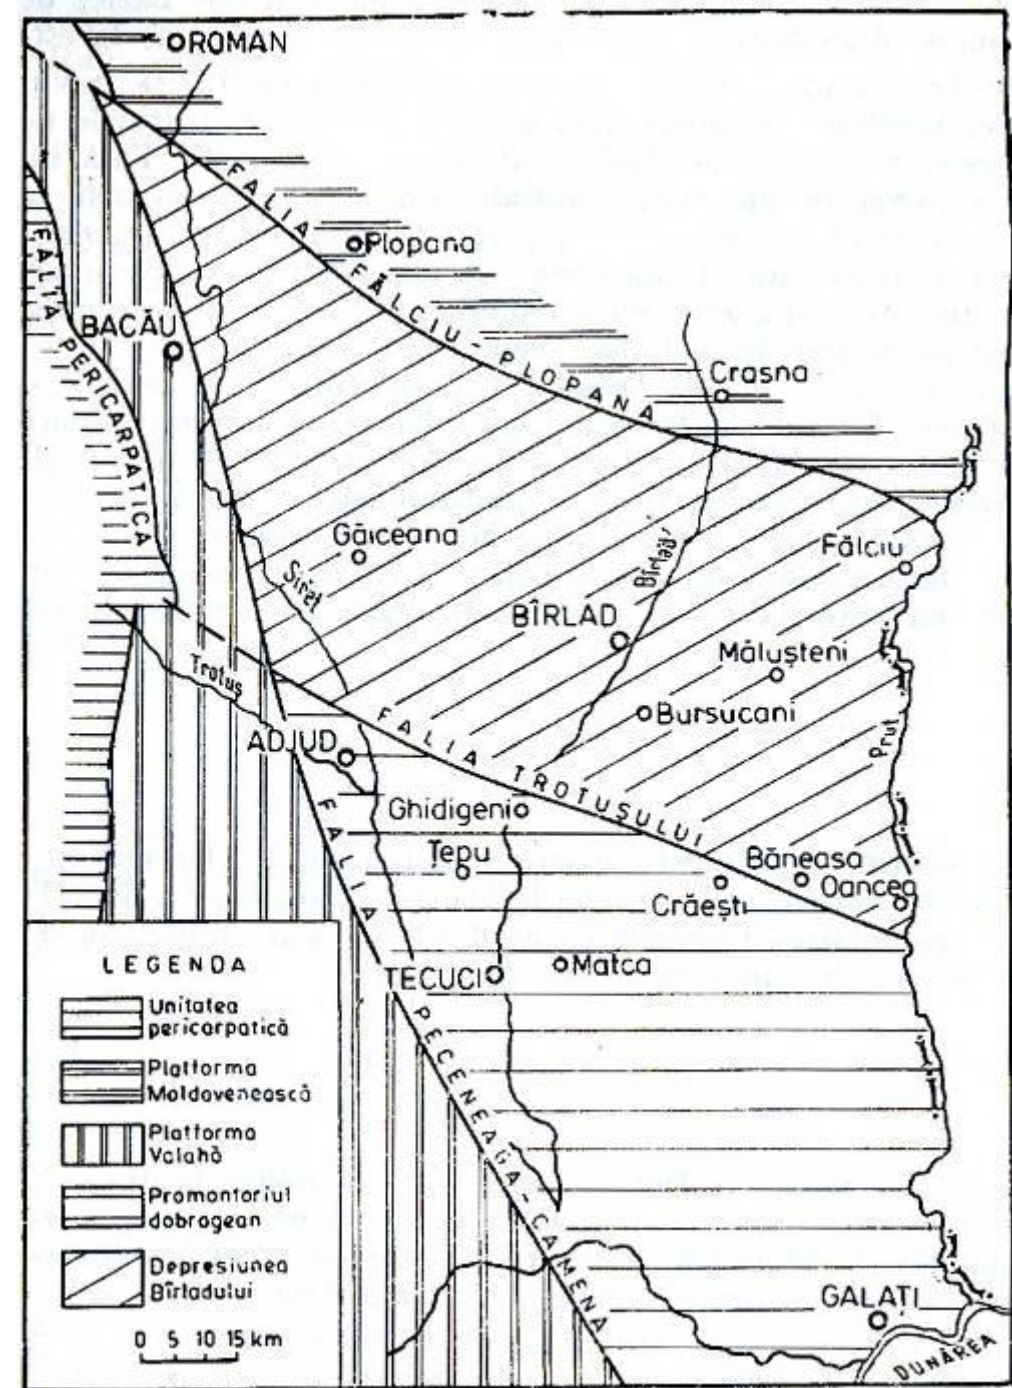 ROMAN
FALIA FĂLCIU-PLOPANA
Plopana
FALIA PERICARPATICA
BACĂU
Crasna
Găiceana
Fălciu
Siret
Bîrlad
BÎRLAD
Mălușteni
Trotuș
Bursucani
Prut
ADJUD
FALIA TROTUȘULUI
Ghidigeni
Țepu
Băneasa
Oancea
Crăești
TECUCI
Matca
FALIA PECENEAGA-CAMENA
GALAȚI
DUNĂREA
LEGENDA
Unitatea
pericarpatică
Platforma
Moldovenească
Platforma
Valahă
Promontoriul
dobrogean
Depresiunea
Bîrladului
0 5 10 15 km